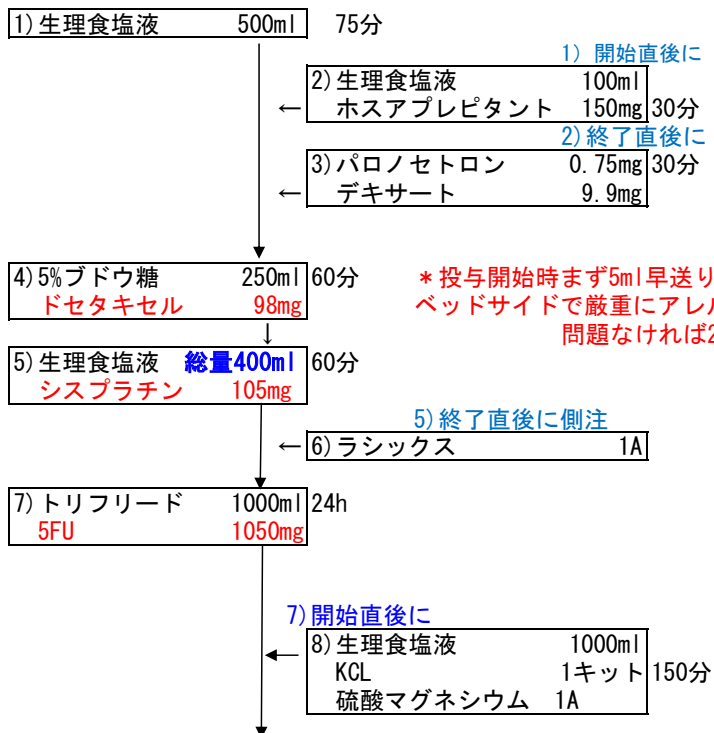 1)生理食塩液 500ml 75分
1) 開始直後に
2)生理食塩液 100ml
← ホスアプレピタント 150mg 30分
2)終了直後に
3)パロノセトロン 0.75mg 30分
← デキサート 9.9mg
4)5%ブドウ糖 250ml 60分 *投与開始時まず5ml早送り
ドセタキセル 98mg ベッドサイドで厳重にアレル
↓ 問題なければ2
5)生理食塩液 総量400ml 60分
シスプラチン 105mg
5)終了直後に側注
← 6)ラシックス 1A
7)トリフリード 1000ml 24h
5FU 1050mg
7)開始直後に
8)生理食塩液 1000ml
KCL 1キット 150分
硫酸マグネシウム 1A